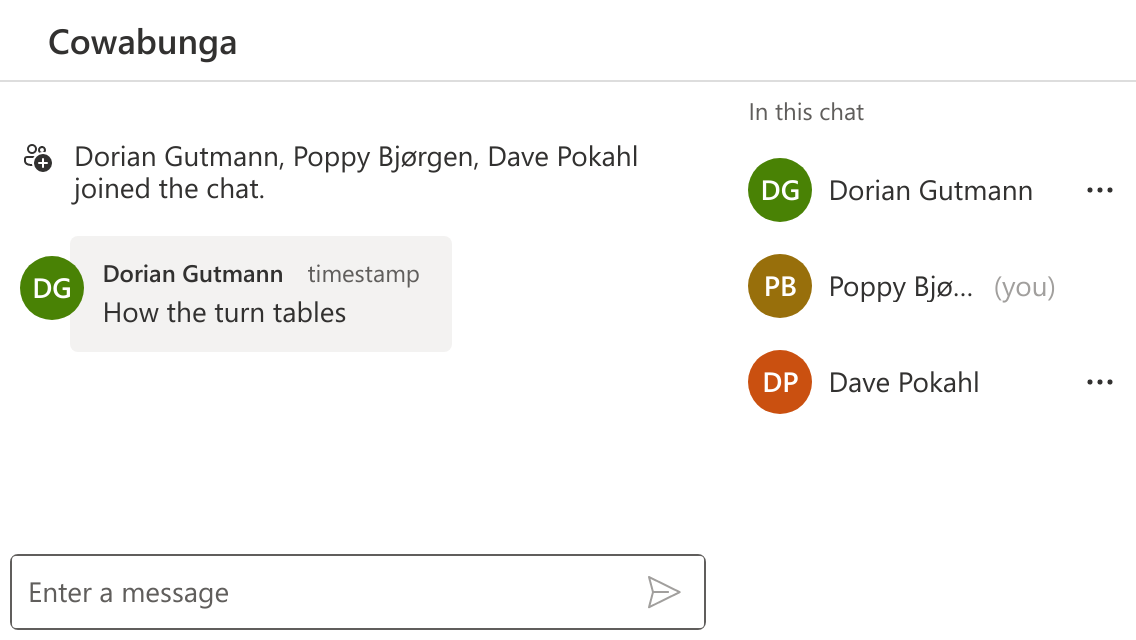 Cowabunga
Dorian Gutmann, Poppy Bjørgen, Dave Pokahl
joined the chat.
DG
Dorian Gutmann timestamp
How the turn tables
Enter a message
In this chat
DG Dorian Gutmann
PB Poppy Bjø... (you)
DP Dave Pokahl